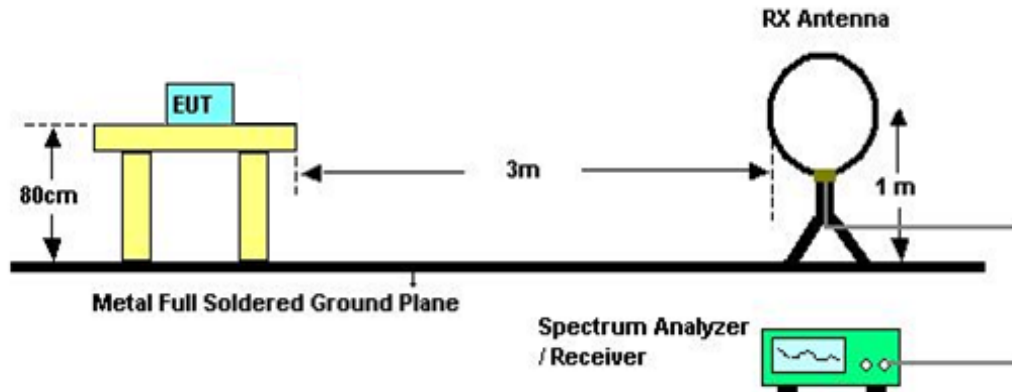 RX Antenna
EUT
80cm
3m
1 m
Metal Full Soldered Ground Plane
Spectrum Analyzer
/ Receiver